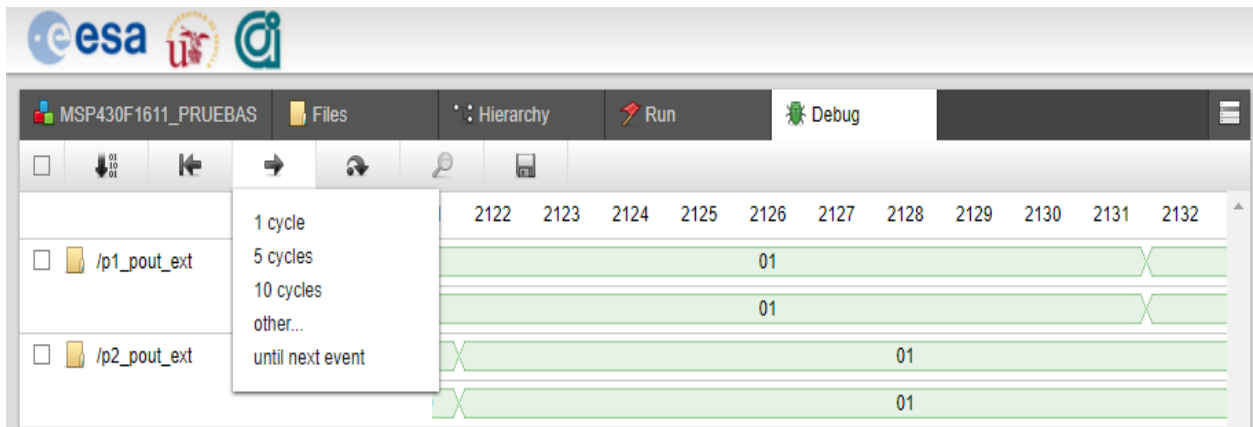 esa
MSP430F1611_PRUEBAS Files Hierarchy Run Debug
2122 2123 2124 2125 2126 2127 2128 2129 2130 2131 2132
1 cycle
/p1_pout_ext 01
5 cycles
10 cycles
01
other...
/p2_pout_ext until next event 01
01